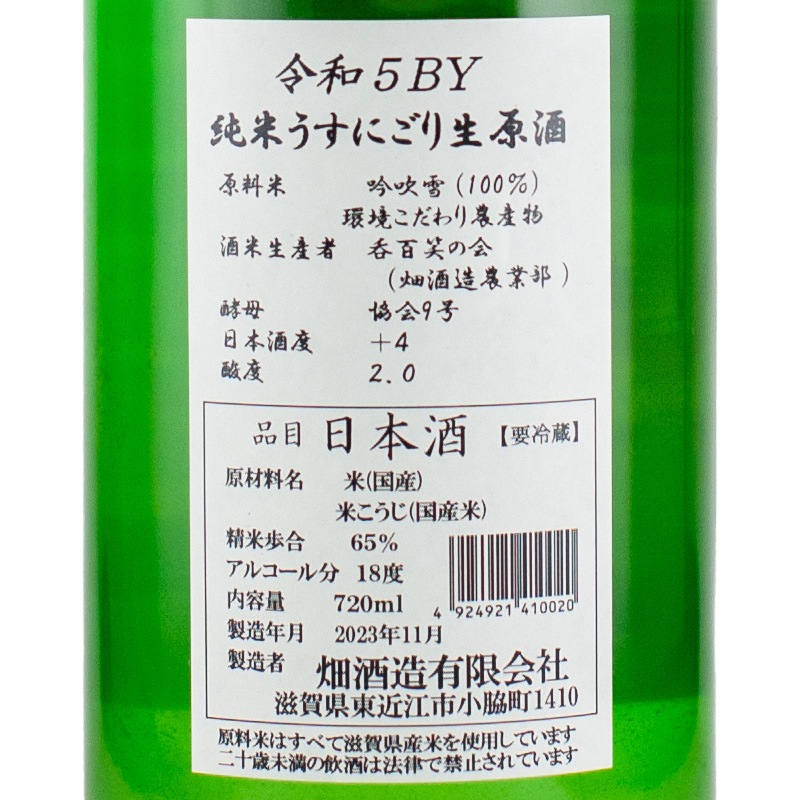 令和5BY
純米うすにごり生原酒
原料米 吟吹雪(100%)
環境こだわり農産物
酒米生産者 呑百笑の会
(畑酒造農業部)
酵母 協会9号
日本酒度 +4
酸度 2.0
品目 日本酒 【要冷蔵】
原材料名 米(国産)
米こうじ(国産米)
精米歩合 65%
アルコール分 18度
内容量 720ml
4 924921 410020
製造年月 2023年11月
製造者 畑酒造有限会社
滋賀県東近江市小脇町1410
原料米はすべて滋賀県産米を使用しています
二十歳未満の飲酒は法律で禁止されています